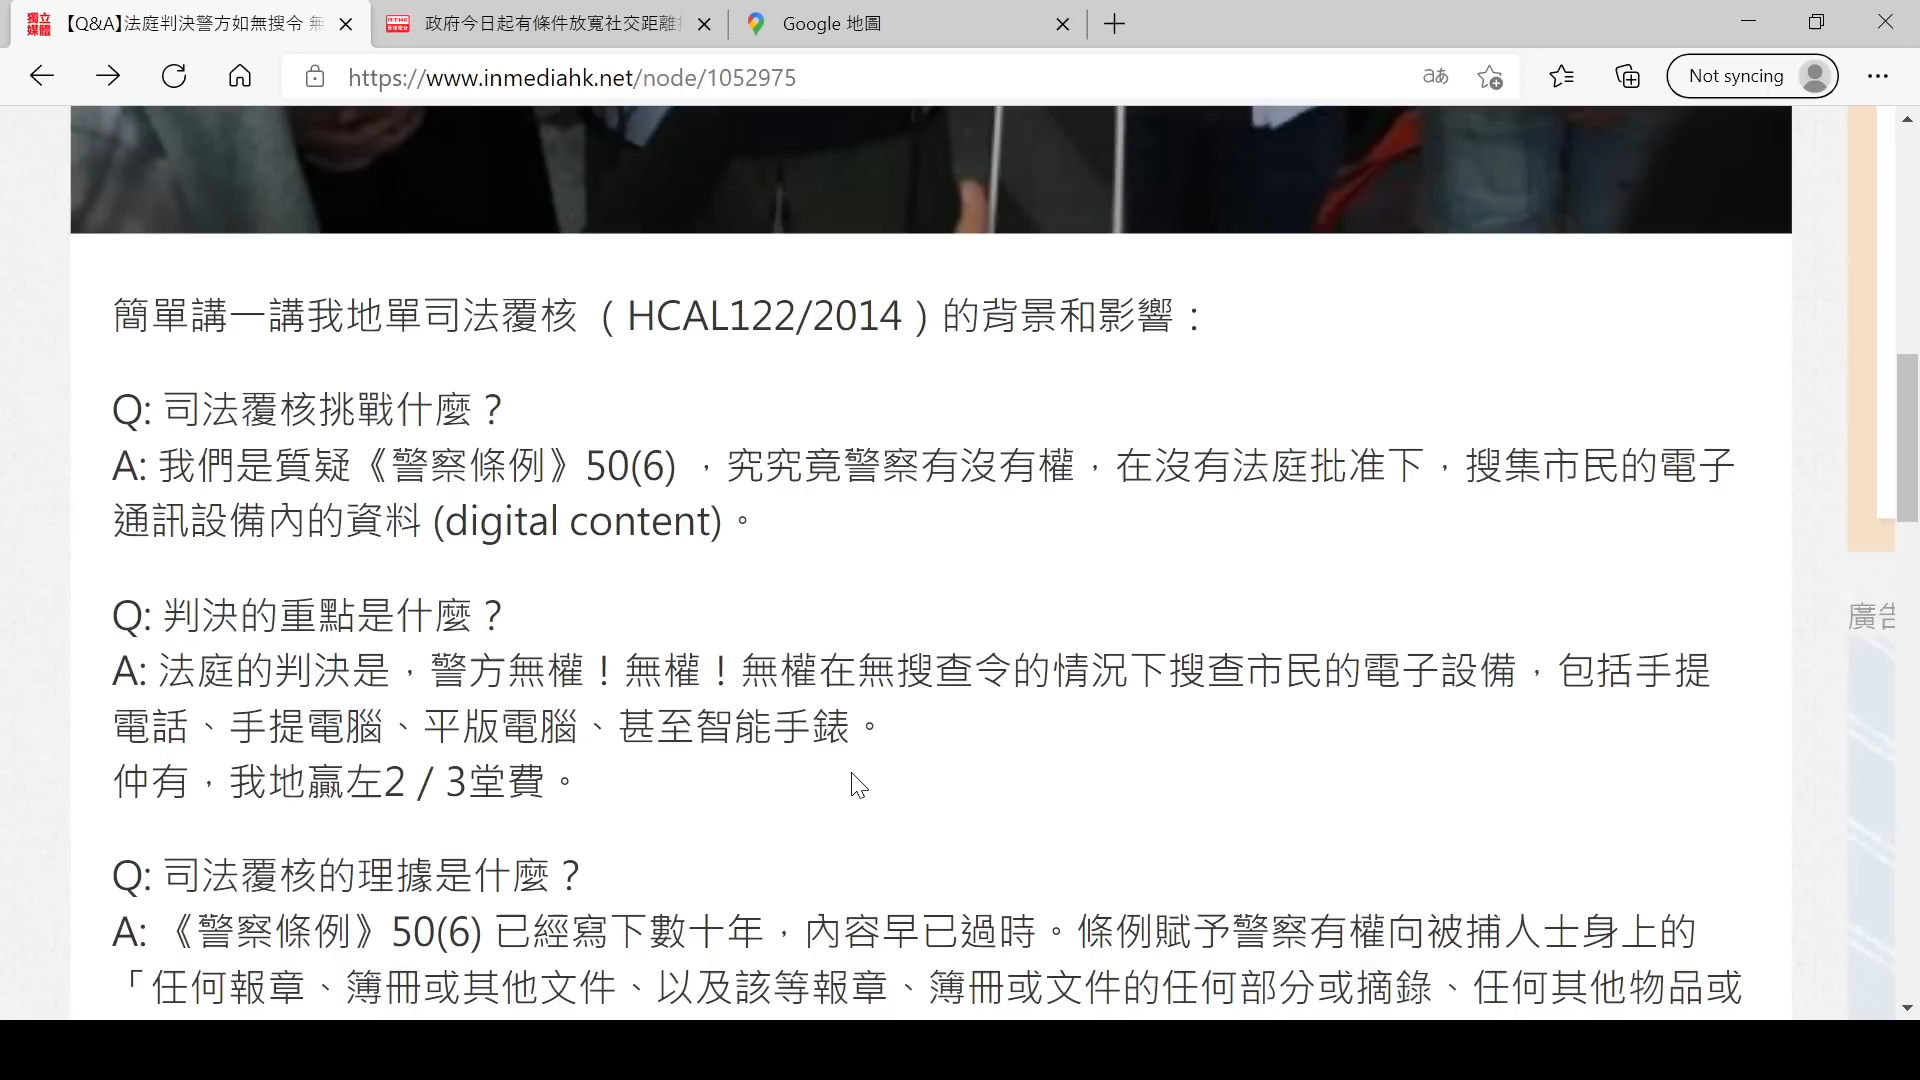 獨立媒體
【Q&A】法庭判決警方如無搜令 無
政府今日起有條件放寬社交距離
Google 地圖
https://www.inmediahk.net/node/1052975
aあ
Not syncing
簡單講一講我地單司法覆核 （HCAL122/2014）的背景和影響：
Q: 司法覆核挑戰什麼？
A: 我們是質疑《警察條例》50(6) ，究究竟警察有沒有權，在沒有法庭批准下，搜集市民的電子
通訊設備內的資料 (digital content)。
Q: 判決的重點是什麼？
A: 法庭的判決是，警方無權！無權！無權在無搜查令的情況下搜查市民的電子設備，包括手提
電話、手提電腦、平版電腦、甚至智能手錶。
仲有，我地贏左2 / 3堂費。
廣告
Q: 司法覆核的理據是什麼？
A: 《警察條例》50(6) 已經寫下數十年，內容早已過時。條例賦予警察有權向被捕人士身上的
「任何報章、簿冊或其他文件、以及該等報章、簿冊或文件的任何部分或摘錄、任何其他物品或